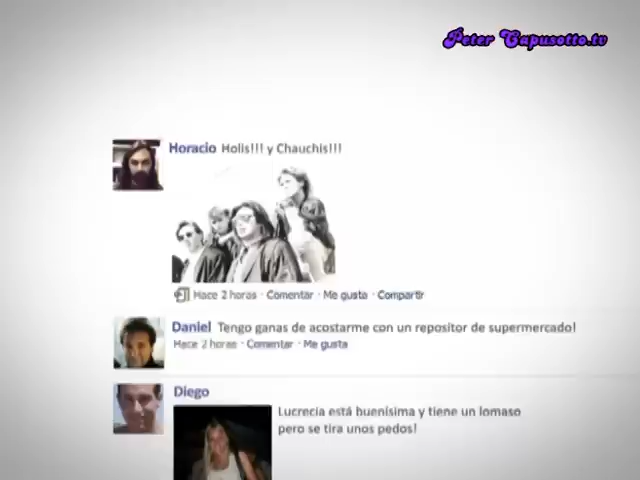 Peter Capusotto.tv
Horacio Holis!!! y Chauchis!!!
Hace 2 horas · Comentar · Me gusta · Compartir
Daniel Tengo ganas de acostarme con un repositor de supermercado!
Hace 2 horas · Comentar · Me gusta
Diego
Lucrecia está buenísima y tiene un lomaso
pero se tira unos pedos!